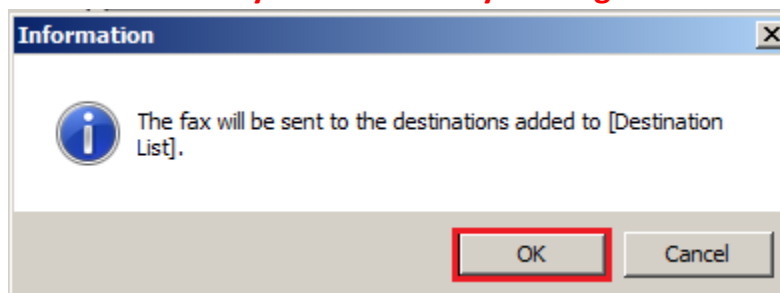 Information
The fax will be sent to the destinations added to [Destination
List].
OK
Cancel